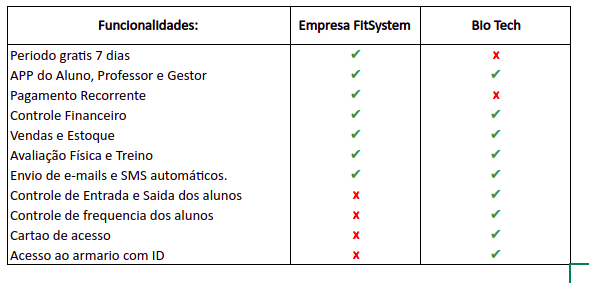 Funcionalidades: Empresa FitSystem Bio Tech
Periodo gratis 7 dias ✔ x
APP do Aluno, Professor e Gestor ✔ ✔
Pagamento Recorrente ✔ x
Controle Financeiro ✔ ✔
Vendas e Estoque ✔ ✔
Avaliação Física e Treino ✔ ✔
Envio de e-mails e SMS automáticos. ✔ ✔
Controle de Entrada e Saida dos alunos x ✔
Controle de frequencia dos alunos x ✔
Cartao de acesso x ✔
Acesso ao armario com ID x ✔